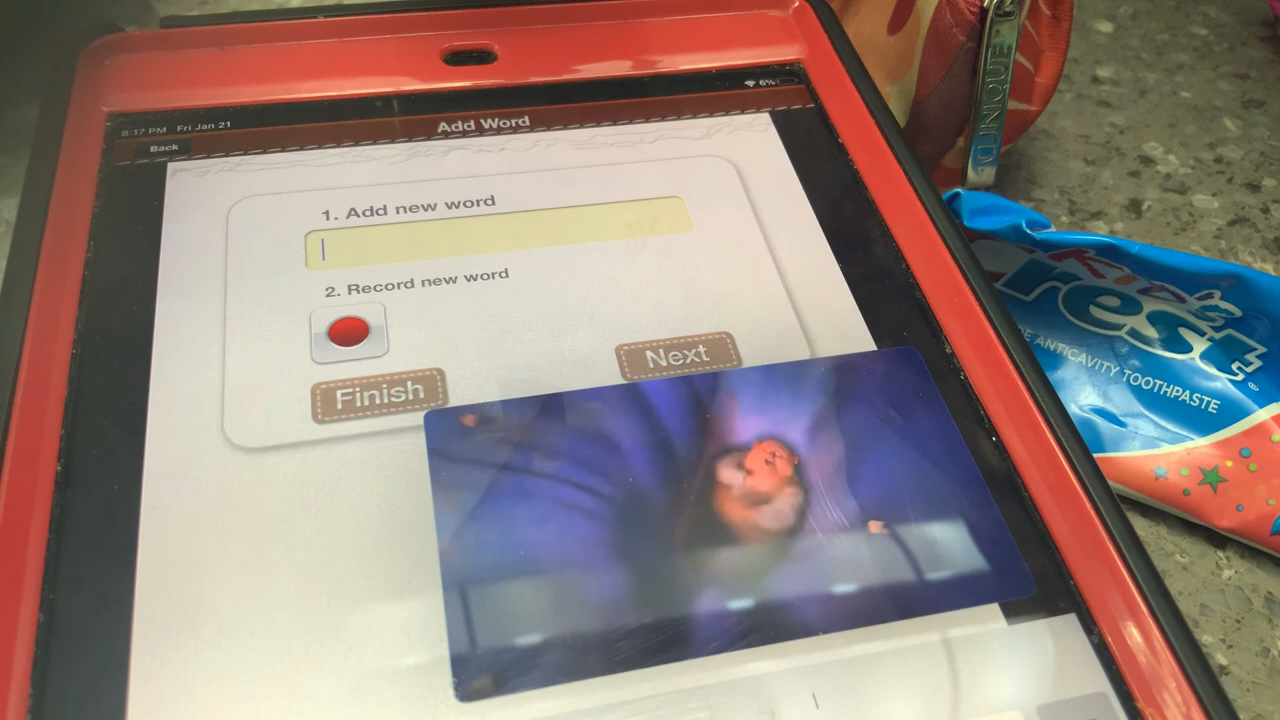 8:17 PM Fri Jan 21
6%
Add Word
Back
1. Add new word
2. Record new word
Next
Finish
CLINIQUE
Kid's
Crest
ANTICAVITY TOOTHPASTE